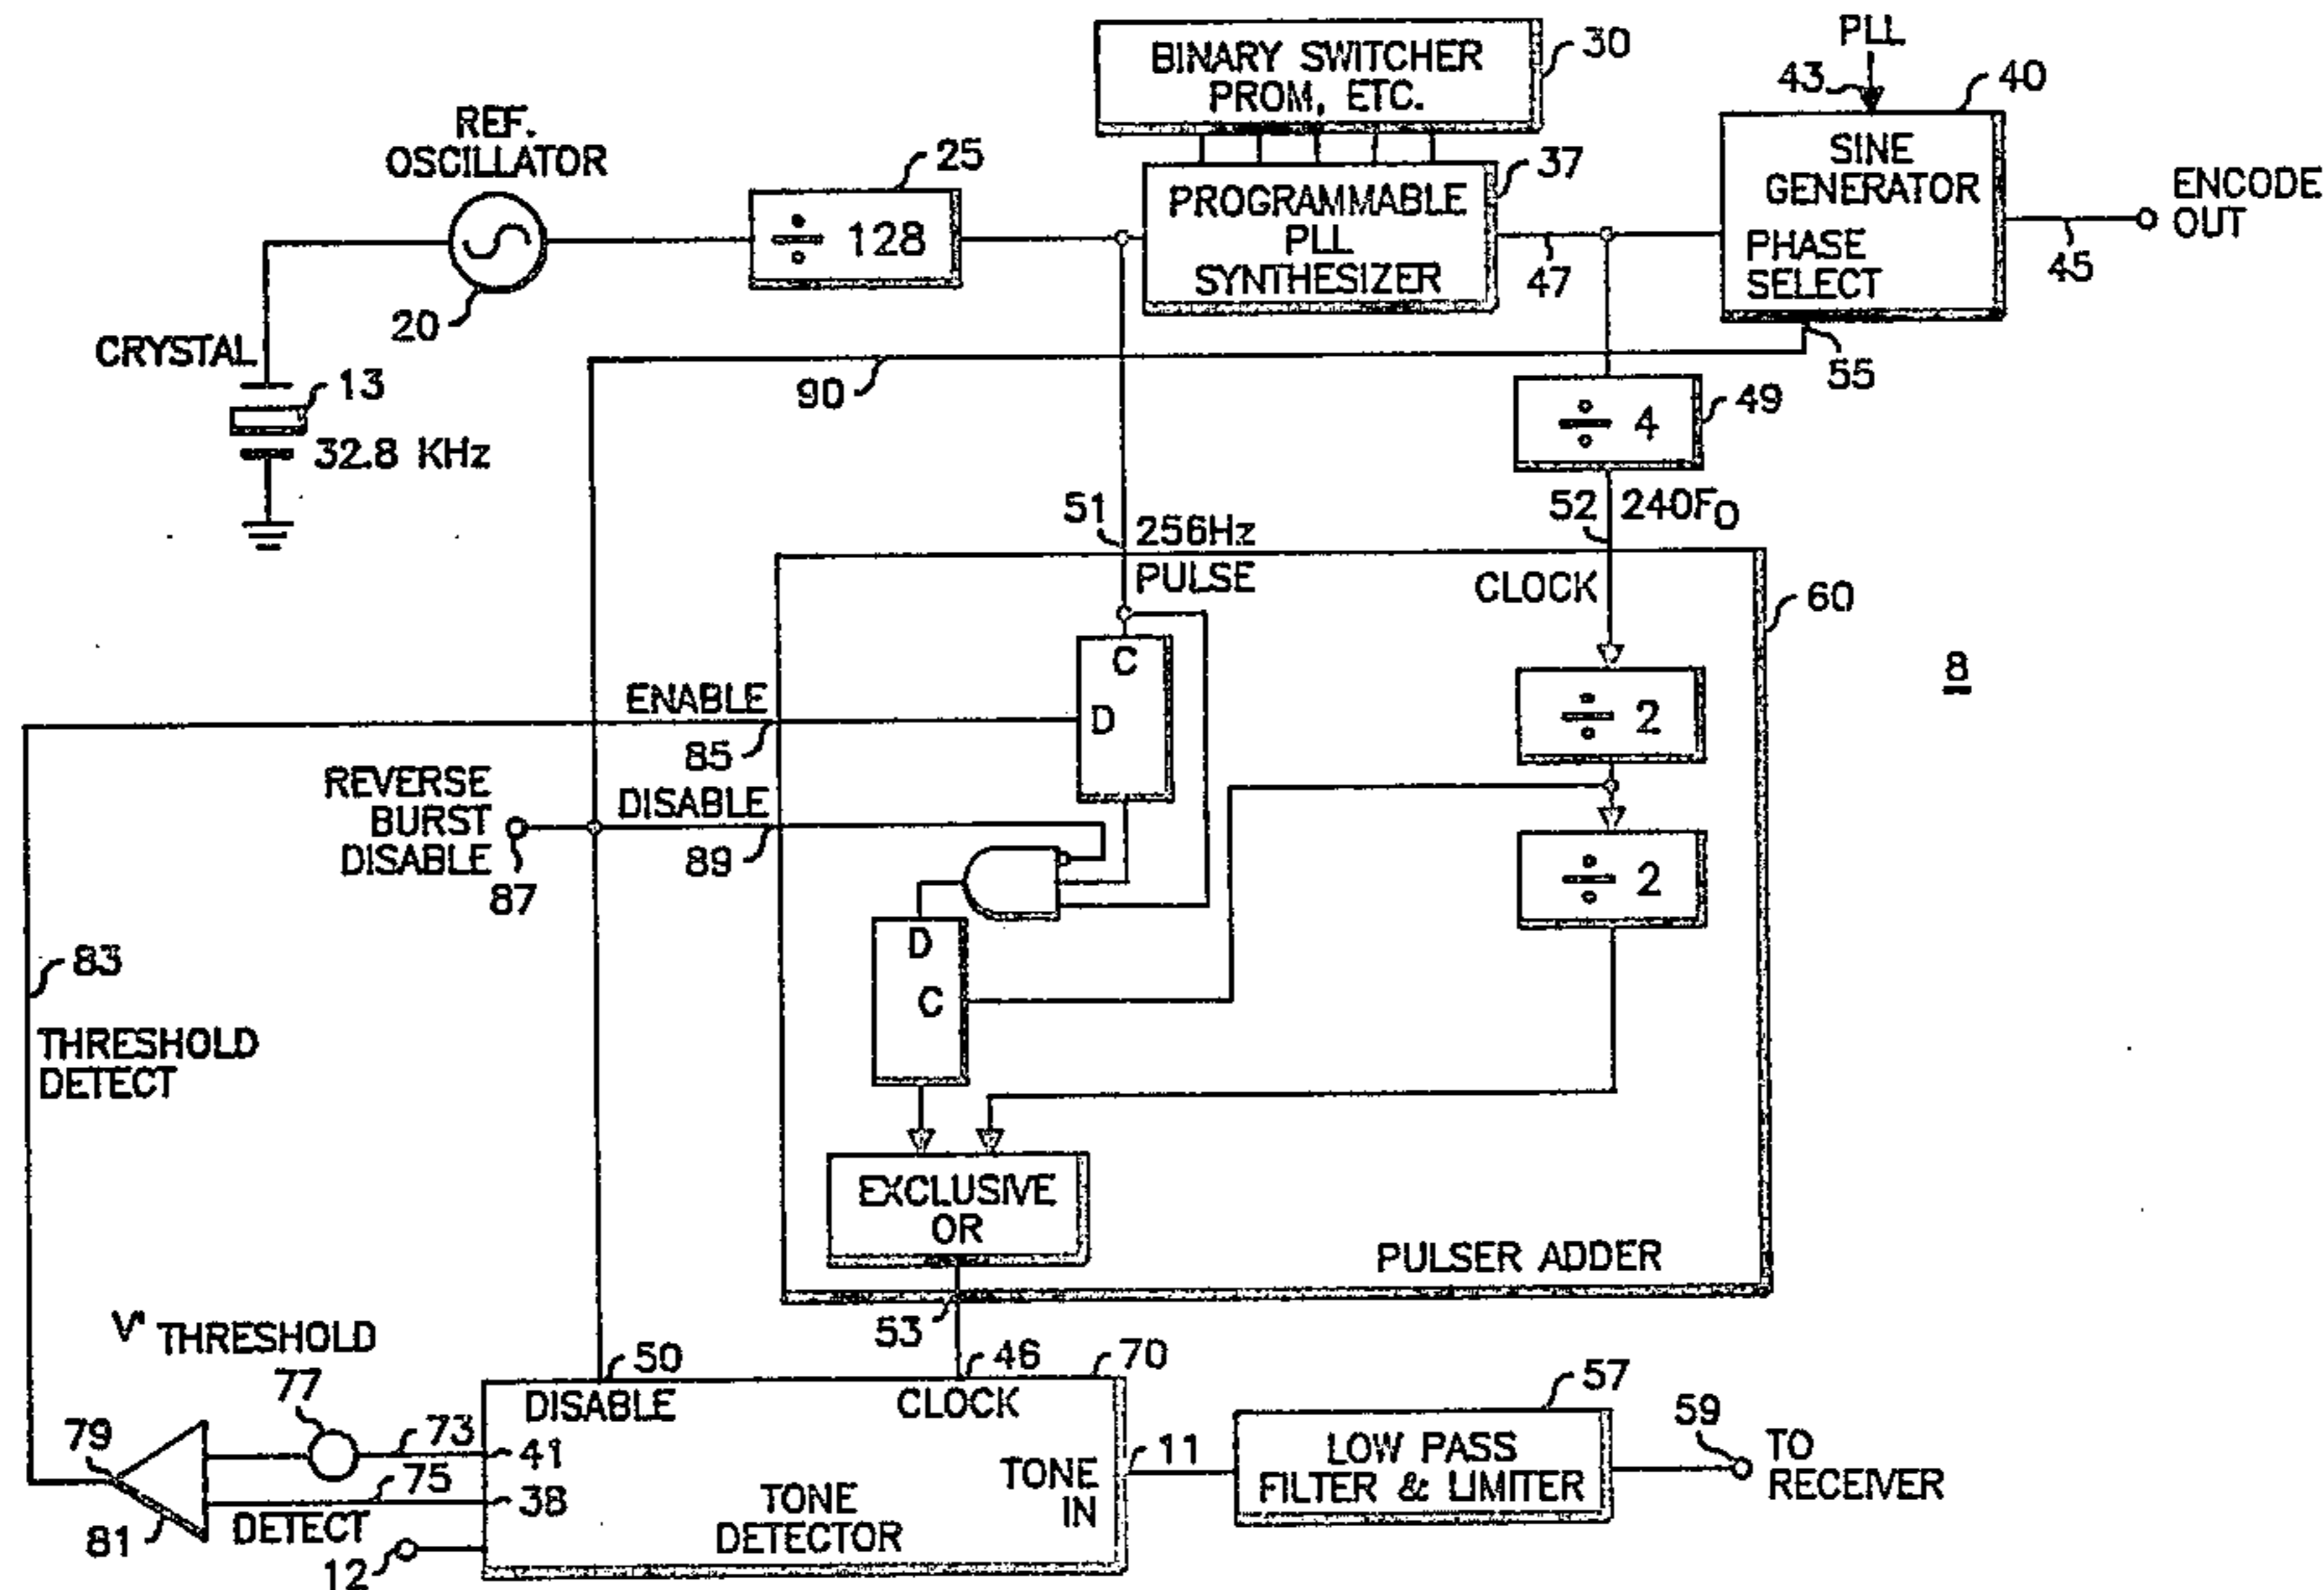 BINARY SWITCHER
PROM, ETC.
30
PLL
43
40
REF.
OSCILLATOR
20
25
÷ 128
PROGRAMMABLE
PLL
SYNTHESIZER
37
47
SINE
GENERATOR
PHASE
SELECT
45
ENCODE
OUT
55
CRYSTAL
13
32.8 KHz
90
÷ 4
49
51
256Hz
PULSE
52
240FO
CLOCK
60
8
C
D
ENABLE
85
÷ 2
REVERSE
BURST
DISABLE
87
DISABLE
89
÷ 2
D
C
83
THRESHOLD
DETECT
EXCLUSIVE
OR
PULSER ADDER
53
V' THRESHOLD
77
50
46
70
DISABLE
CLOCK
57
59
TO
RECEIVER
79
73
41
75
38
81
DETECT
12
TONE
DETECTOR
TONE
IN
11
LOW PASS
FILTER & LIMITER